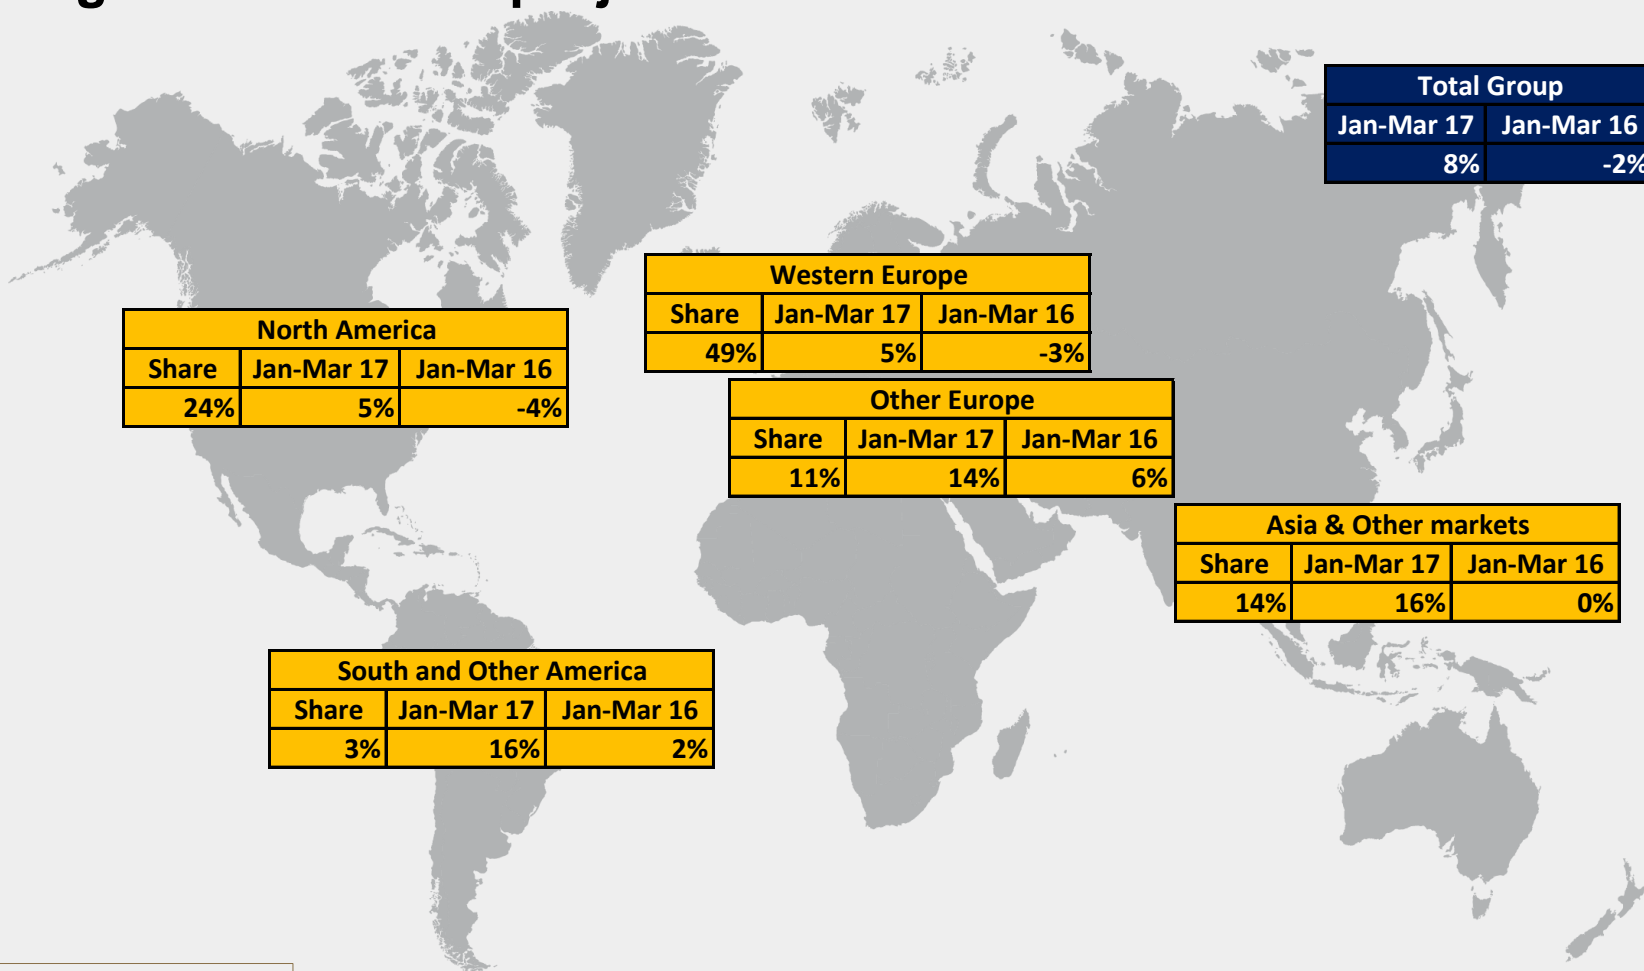 Total Group
Jan-Mar 17 Jan-Mar 16
8% -2%
Western Europe
Share Jan-Mar 17 Jan-Mar 16
49% 5% -3%
North America
Share Jan-Mar 17 Jan-Mar 16
24% 5% -4%
Other Europe
Share Jan-Mar 17 Jan-Mar 16
11% 14% 6%
Asia & Other markets
Share Jan-Mar 17 Jan-Mar 16
14% 16% 0%
South and Other America
Share Jan-Mar 17 Jan-Mar 16
3% 16% 2%